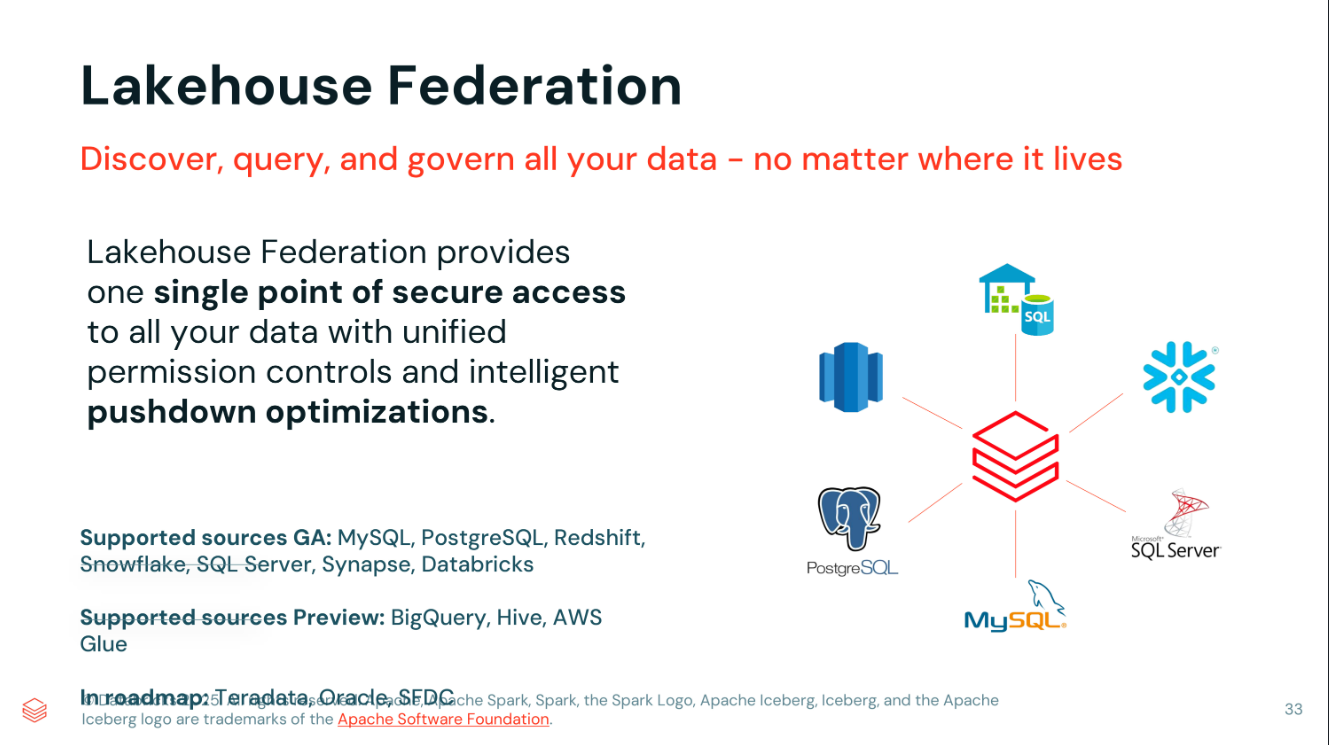 Lakehouse Federation
Discover, query, and govern all your data - no matter where it lives
Lakehouse Federation provides
one single point of secure access
to all your data with unified
permission controls and intelligent
pushdown optimizations.
SQL
PostgreSQL
Microsoft®
SQL Server®
MySQL®
Supported sources GA: MySQL, PostgreSQL, Redshift,
Snowflake, SQL Server, Synapse, Databricks
Supported sources Preview: BigQuery, Hive, AWS
Glue
In roadmap: Teradata, Oracle, SFDC
© Databricks 2025. All rights reserved. Apache, Apache Spark, Spark, the Spark Logo, Apache Iceberg, Iceberg, and the Apache
Iceberg logo are trademarks of the Apache Software Foundation.
33